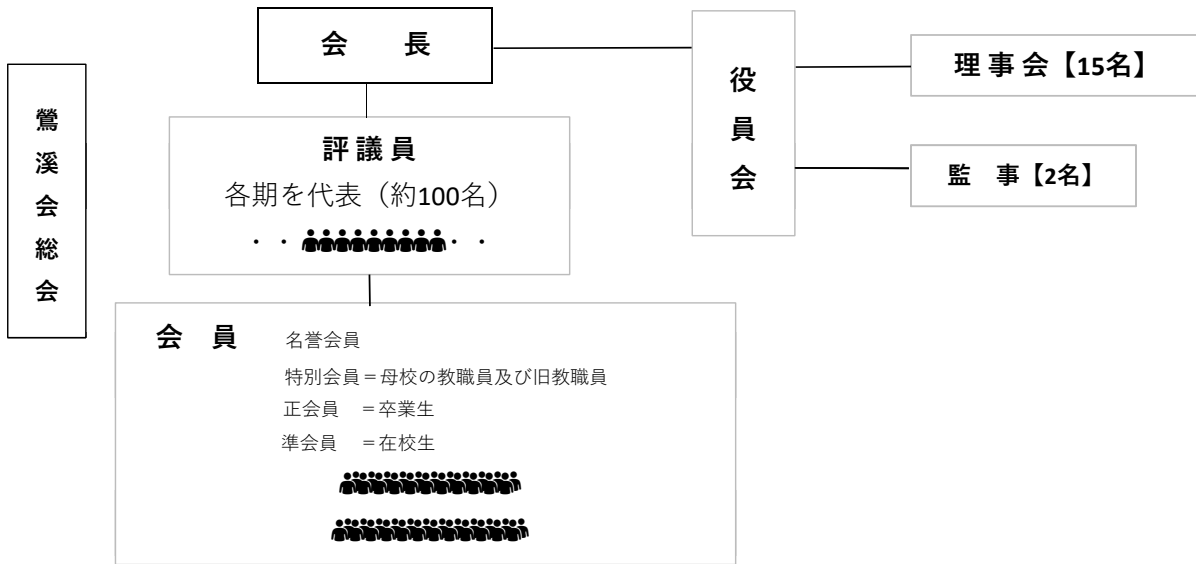 会　長
役員会
理事会【15名】
監　事【2名】
鶯溪会総会
評議員
各期を代表（約100名）
・・　・・
会　員　名誉会員
特別会員＝母校の教職員及び旧教職員
正会員　＝卒業生
準会員　＝在校生